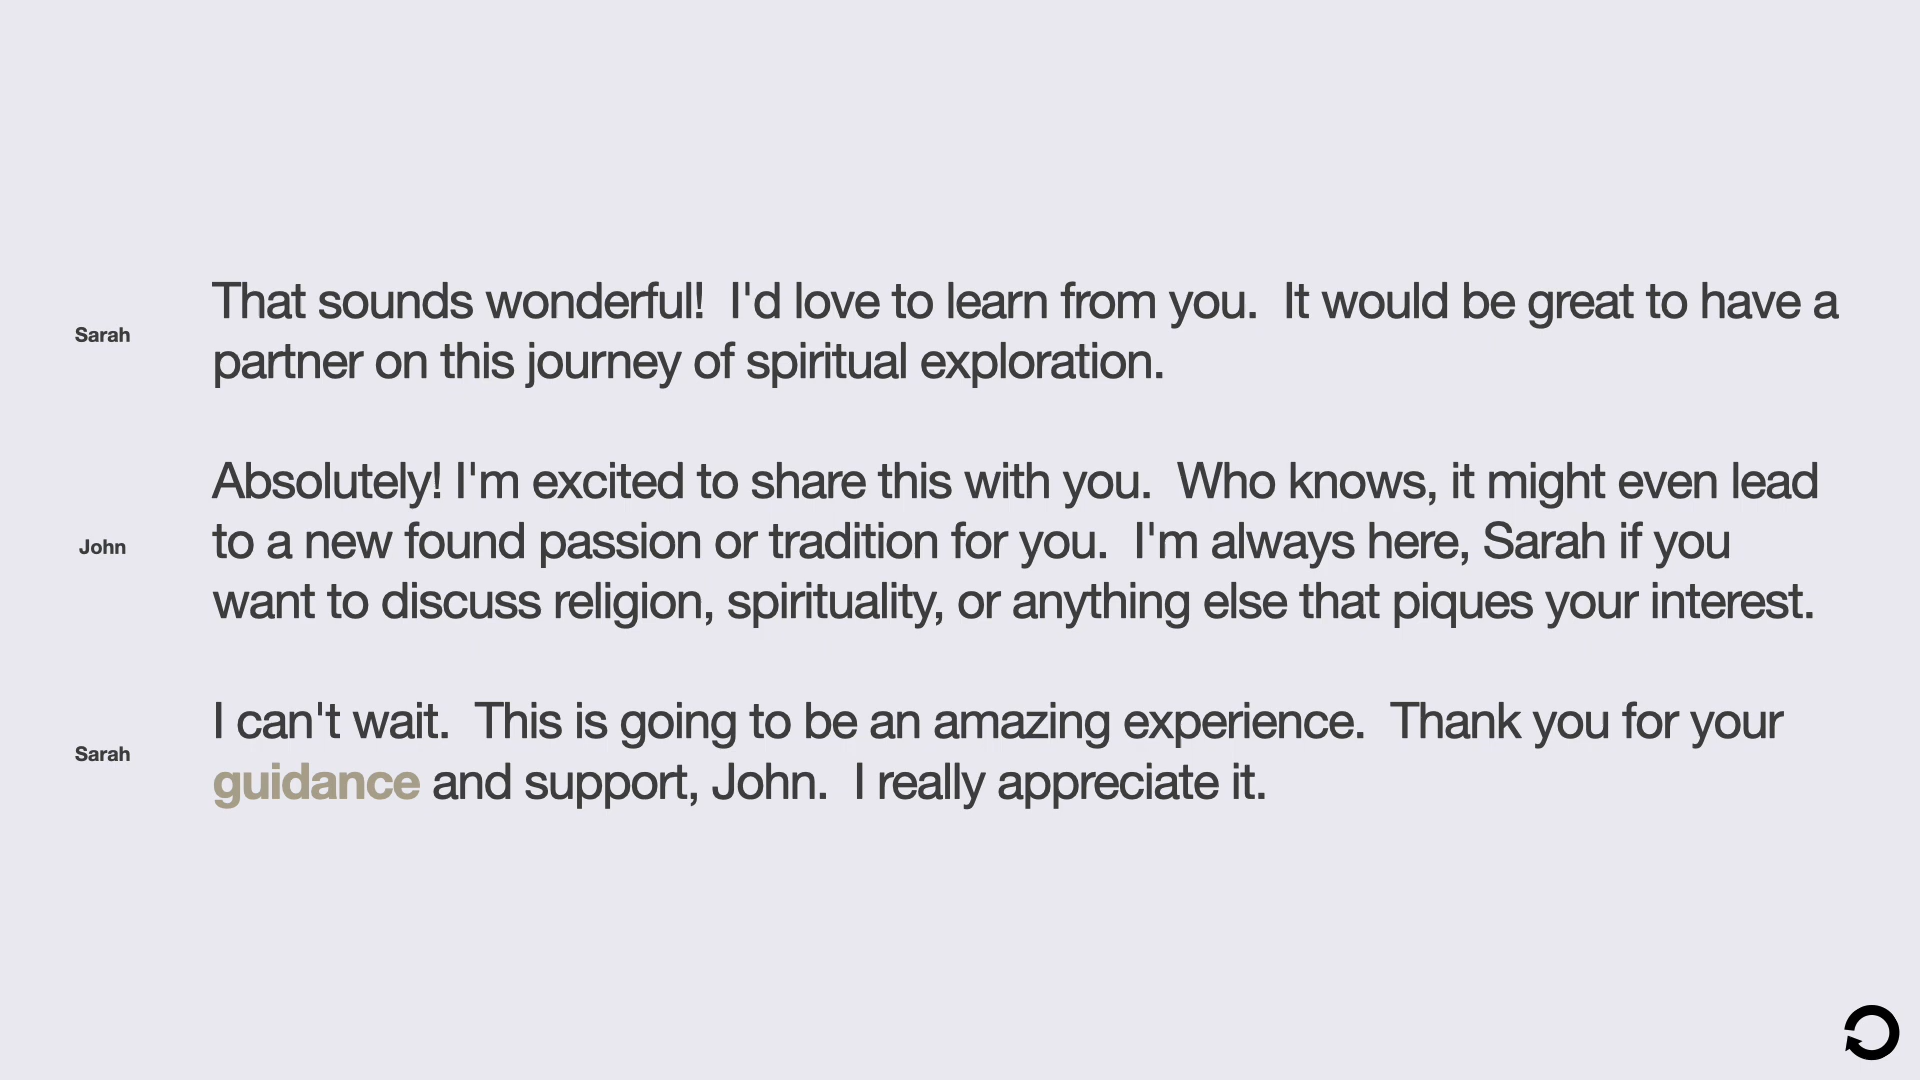 Sarah
That sounds wonderful!  I'd love to learn from you.  It would be great to have a
partner on this journey of spiritual exploration.
John
Absolutely! I'm excited to share this with you.  Who knows, it might even lead
to a new found passion or tradition for you.  I'm always here, Sarah if you
want to discuss religion, spirituality, or anything else that piques your interest.
Sarah
I can't wait.  This is going to be an amazing experience.  Thank you for your
guidance and support, John.  I really appreciate it.